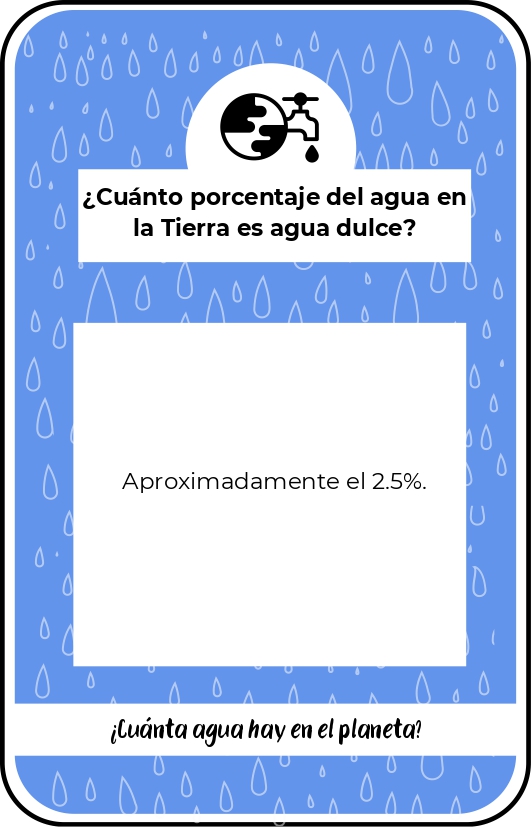 ¿Cuánto porcentaje del agua en
la Tierra es agua dulce?
Aproximadamente el 2.5%.
¿Cuánta agua hay en el planeta?